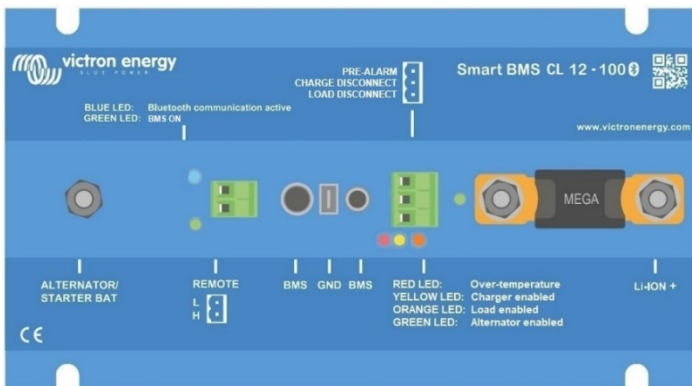 victron energy
BLUE POWER
PRE-ALARM
CHARGE DISCONNECT
LOAD DISCONNECT
Smart BMS CL 12 - 100
BLUE LED: Bluetooth communication active
GREEN LED: BMS ON
www.victronenergy.com
MEGA
ALTERNATOR/
STARTER BAT
REMOTE
L
H
BMS
GND
BMS
RED LED: Over-temperature
YELLOW LED: Charger enabled
ORANGE LED: Load enabled
GREEN LED: Alternator enabled
Li-ION +
CE